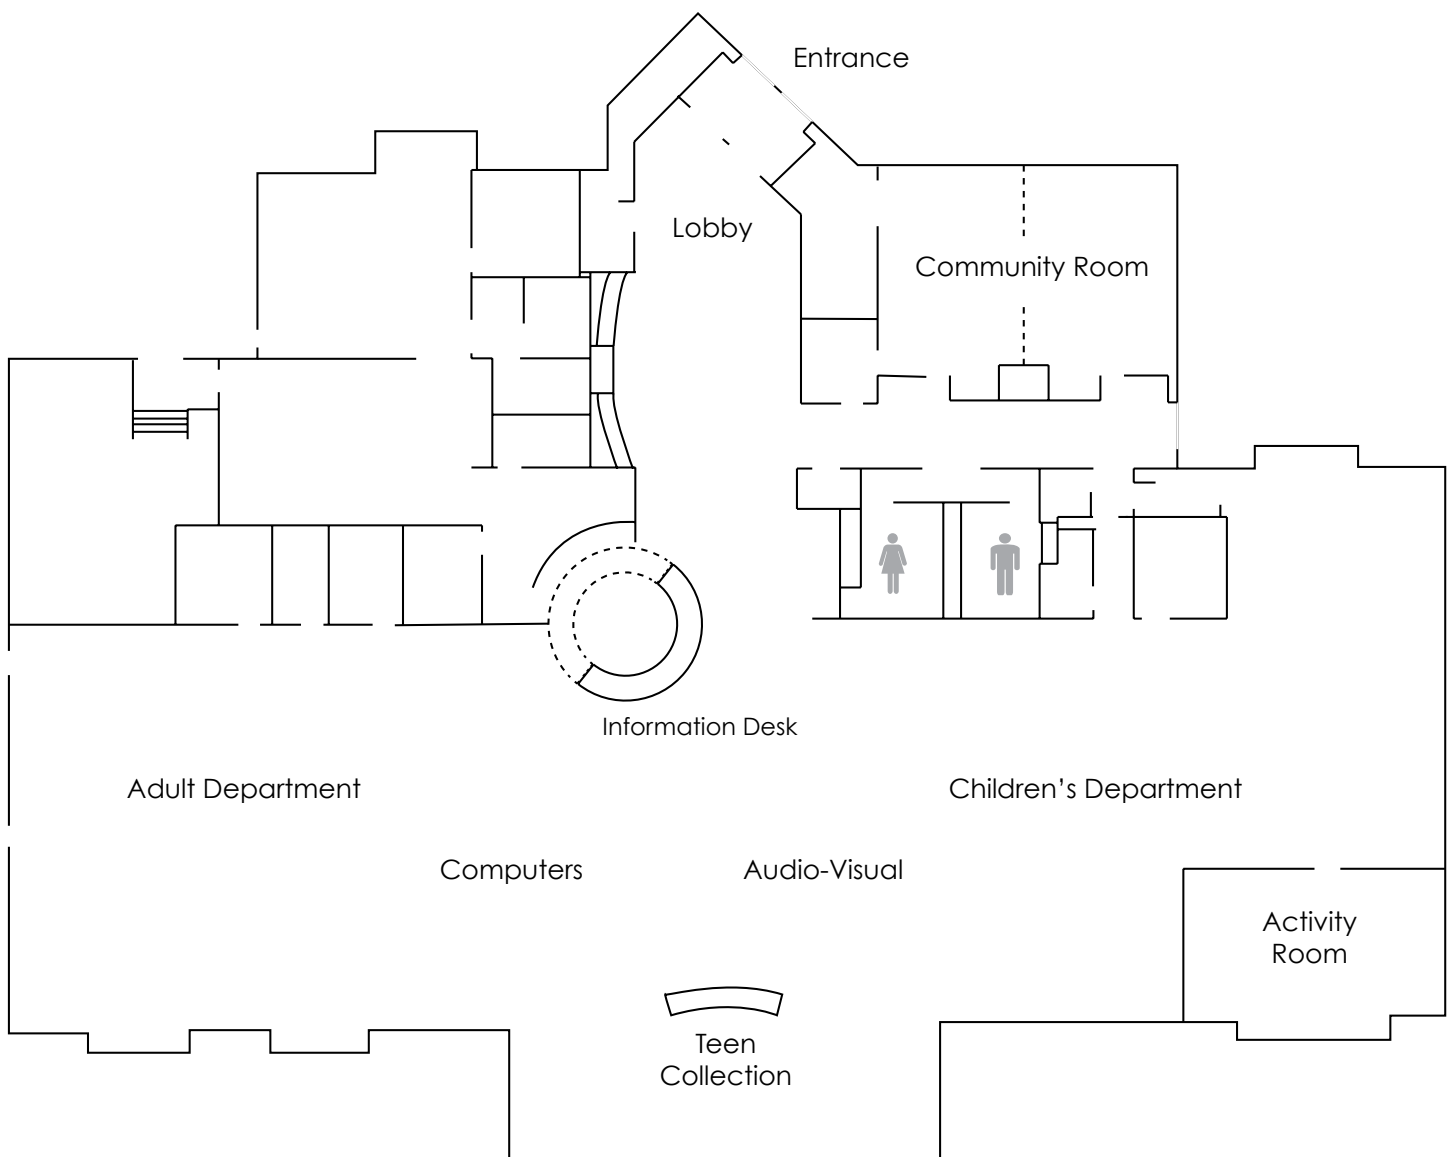 Entrance
Lobby
Community Room
Information Desk
Adult Department
Children's Department
Computers
Audio-Visual
Activity
Room
Teen
Collection